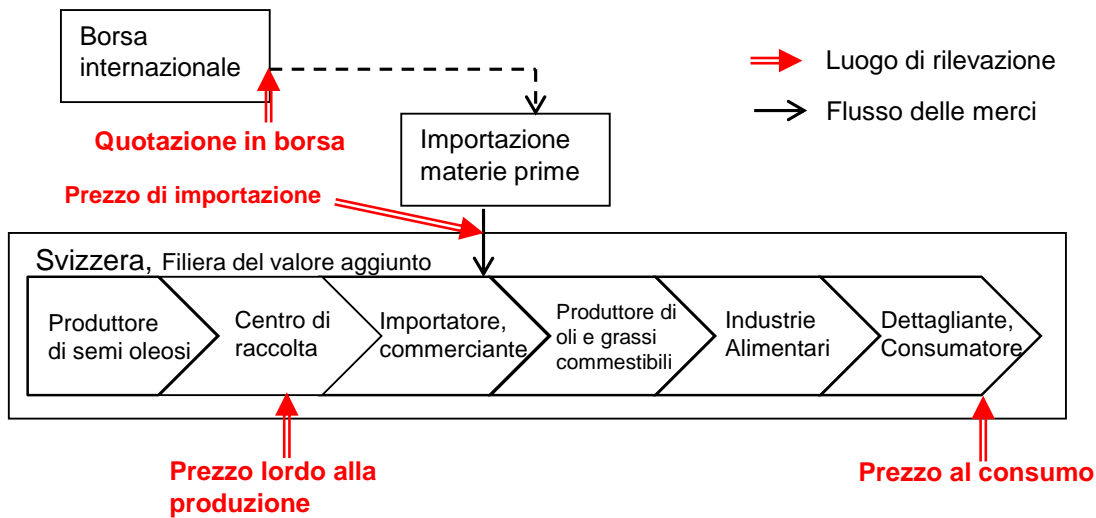 Borsa
internazionale
Luogo di rilevazione
Flusso delle merci
Quotazione in borsa
Importazione
materie prime
Prezzo di importazione
Svizzera, Filiera del valore aggiunto
Produttore
di semi oleosi
Centro di
raccolta
Importatore,
commerciante
Produttore di
oli e grassi
commestibili
Industrie
Alimentari
Dettagliante,
Consumatore
Prezzo lordo alla
produzione
Prezzo al consumo